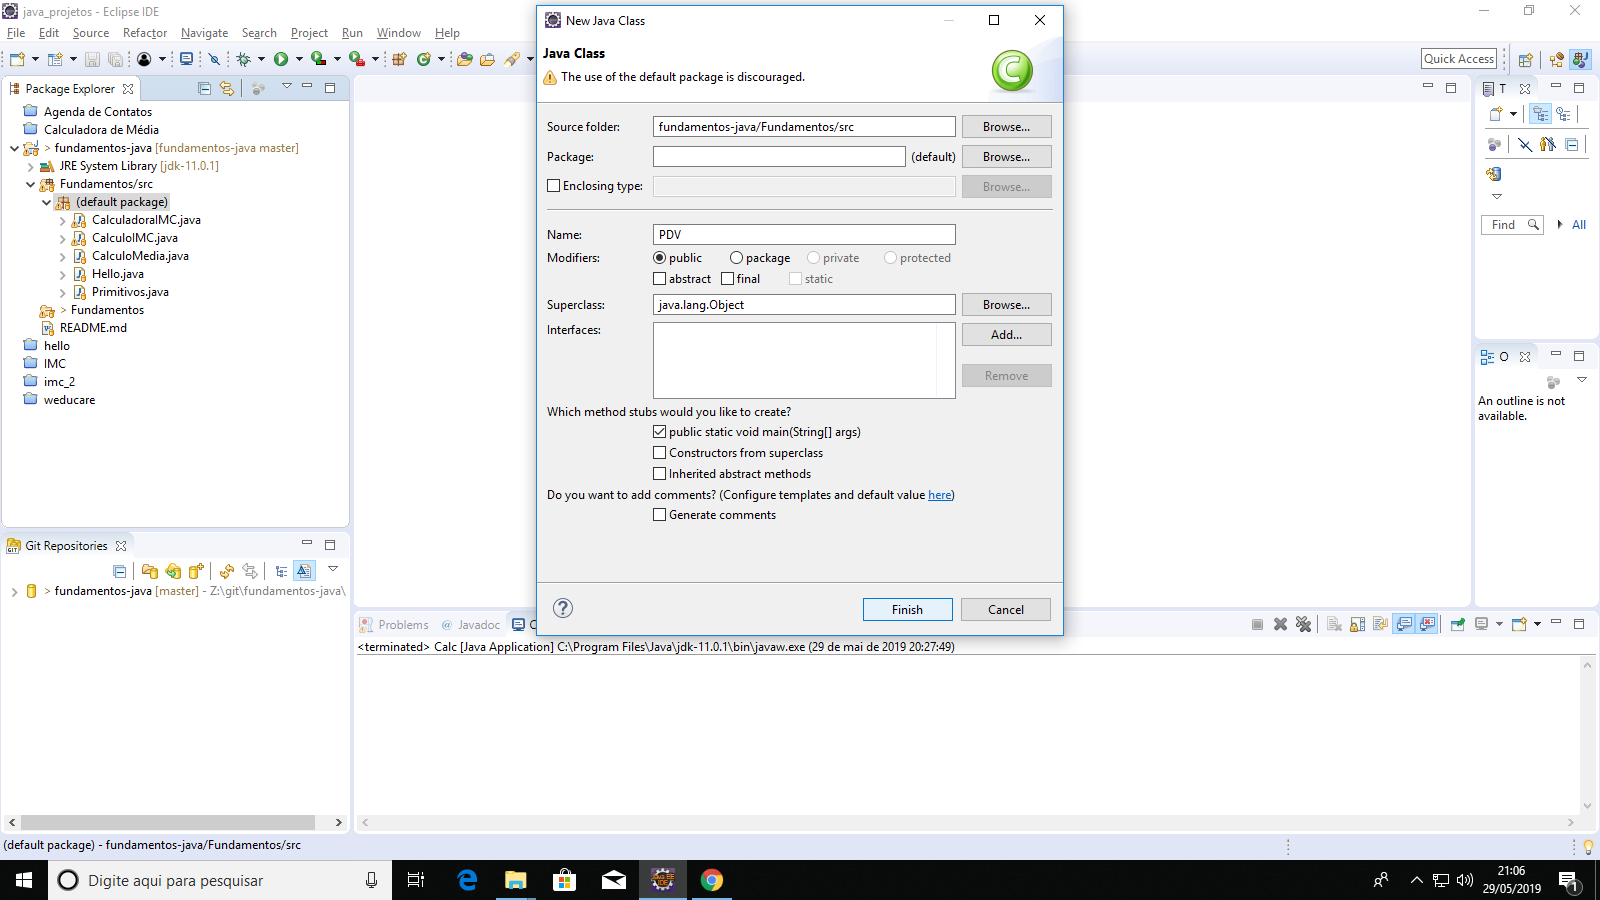 java_projetos - Eclipse IDE
File Edit Source Refactor Navigate Search Project Run Window Help
Quick Access
Package Explorer
Agenda de Contatos
Calculadora de Média
> fundamentos-java [fundamentos-java master]
JRE System Library [jdk-11.0.1]
Fundamentos/src
(default package)
CalculadoraIMC.java
CalculoIMC.java
CalculoMedia.java
Hello.java
Primitivos.java
> Fundamentos
README.md
hello
IMC
imc_2
weducare
Git Repositories
> fundamentos-java [master] - Z:\git\fundamentos-java\
New Java Class
Java Class
The use of the default package is discouraged.
Source folder: fundamentos-java/Fundamentos/src Browse...
Package: (default) Browse...
Enclosing type: Browse...
Name: PDV
Modifiers: public package private protected
abstract final static
Superclass: java.lang.Object Browse...
Interfaces: Add...
Remove
Which method stubs would you like to create?
public static void main(String[] args)
Constructors from superclass
Inherited abstract methods
Do you want to add comments? (Configure templates and default value here)
Generate comments
? Finish Cancel
T
Find All
O
An outline is not
available.
Problems @ Javadoc C
<terminated> Calc [Java Application] C:\Program Files\Java\jdk-11.0.1\bin\javaw.exe (29 de mai de 2019 20:27:49)
(default package) - fundamentos-java/Fundamentos/src
Digite aqui para pesquisar
21:06
29/05/2019
1